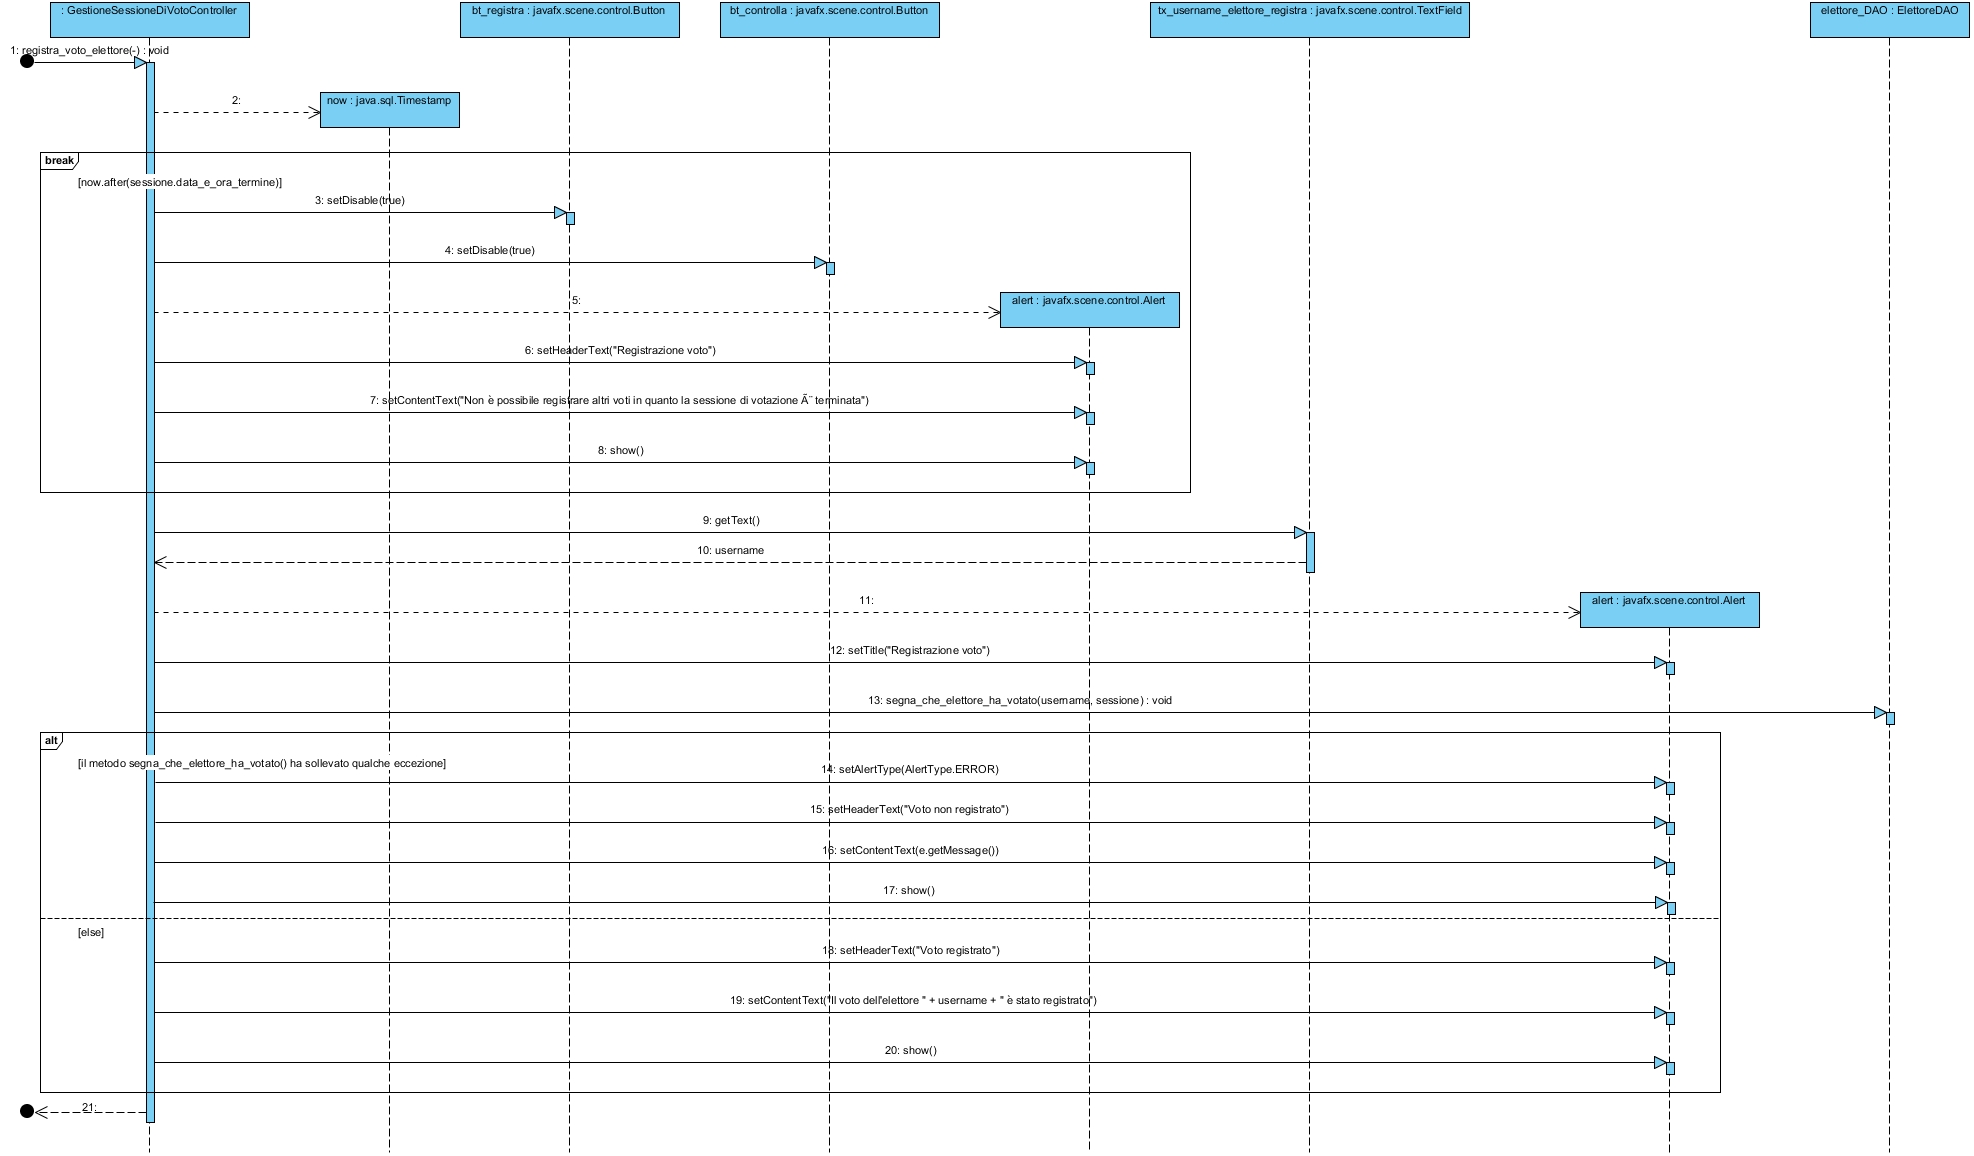 : GestioneSessioneDiVotoController
bt_registra : javafx.scene.control.Button
bt_controlla : javafx.scene.control.Button
tx_username_elettore_registra : javafx.scene.control.TextField
elettore_DAO : ElettoreDAO
1: registra_voto_elettore(-) : void
2:
now : java.sql.Timestamp
break
[now.after(sessione.data_e_ora_termine)]
3: setDisable(true)
4: setDisable(true)
5:
alert : javafx.scene.control.Alert
6: setHeaderText("Registrazione voto")
7: setContentText("Non è possibile registrare altri voti in quanto la sessione di votazione Ã¨ terminata")
8: show()
9: getText()
10: username
11:
alert : javafx.scene.control.Alert
12: setTitle("Registrazione voto")
13: segna_che_elettore_ha_votato(username, sessione) : void
alt
[il metodo segna_che_elettore_ha_votato() ha sollevato qualche eccezione]
14: setAlertType(AlertType.ERROR)
15: setHeaderText("Voto non registrato")
16: setContentText(e.getMessage())
17: show()
[else]
18: setHeaderText("Voto registrato")
19: setContentText("Il voto dell'elettore " + username + " è stato registrato")
20: show()
21: